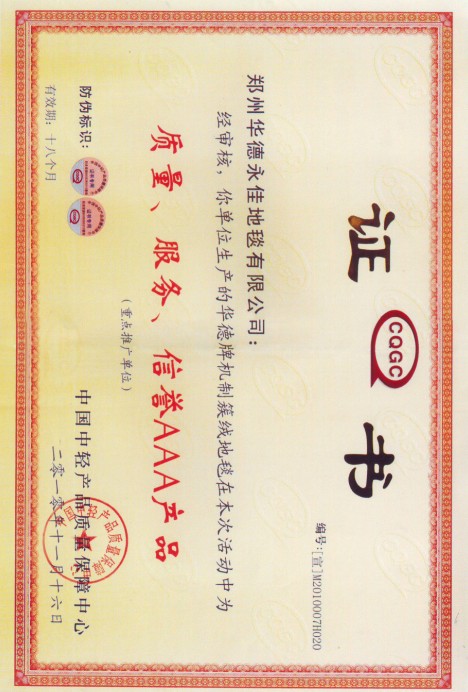 证 CQGC 书
编号:[宣]M2010007H020
郑州华德永佳地毯有限公司:
经审核，你单位生产的华德牌机制簇绒地毯在本次活动中为
质量、服务、信誉AAA产品
(重点推广单位)
防伪标识:
有效期: 十八个月
中国中轻产品质量保障中心
二零一零年十一月十六日